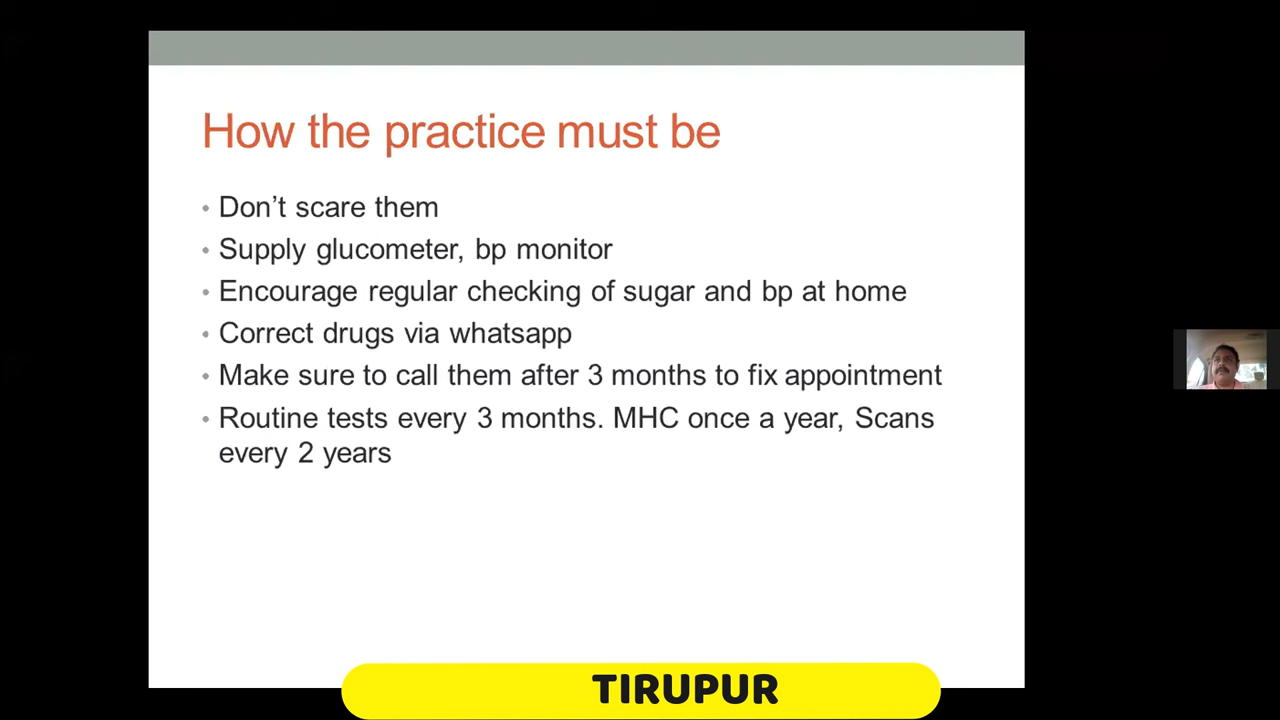 How the practice must be
• Don’t scare them
• Supply glucometer, bp monitor
• Encourage regular checking of sugar and bp at home
• Correct drugs via whatsapp
• Make sure to call them after 3 months to fix appointment
• Routine tests every 3 months. MHC once a year, Scans
every 2 years
TIRUPUR